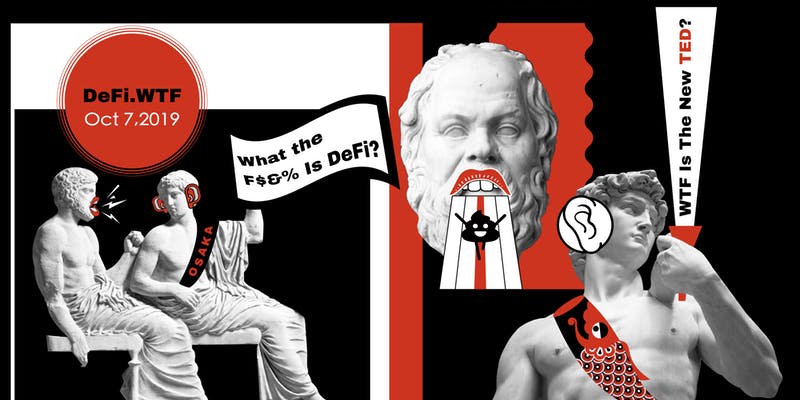 DeFi.WTF
Oct 7,2019
What the
F$&% Is DeFi?
OSAKA
WTF Is The New TED?